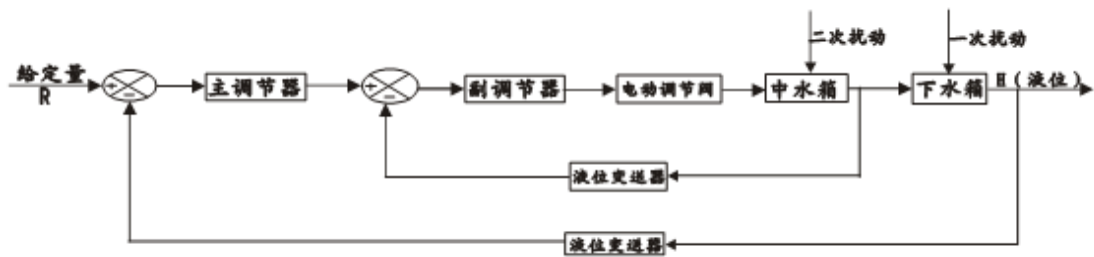 二次扰动
一次扰动
给定量
R
+
−
主调节器
+
−
副调节器
电动调节阀
中水箱
下水箱
H（液位）
液位变送器
液位变送器